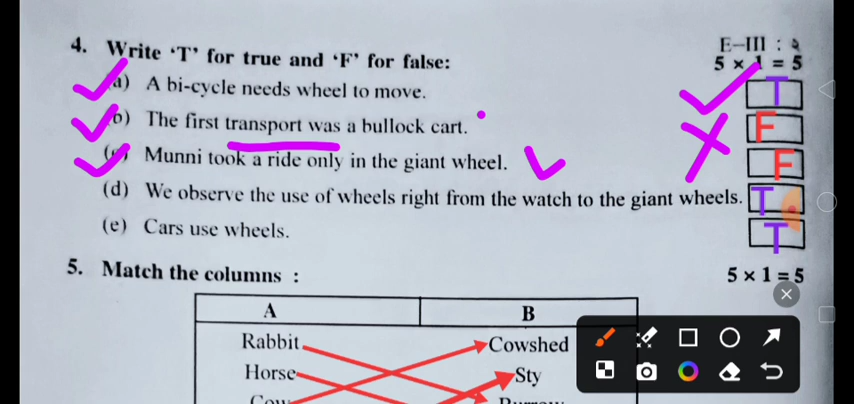 E–III :
4. Write ‘T’ for true and ‘F’ for false:
5 × 1 = 5
(a) A bi-cycle needs wheel to move. T
(b) The first transport was a bullock cart. F
(c) Munni took a ride only in the giant wheel. F
(d) We observe the use of wheels right from the watch to the giant wheels. T
(e) Cars use wheels. T
5. Match the columns :
5 × 1 = 5
A B
Rabbit Cowshed
Horse Sty
Cow